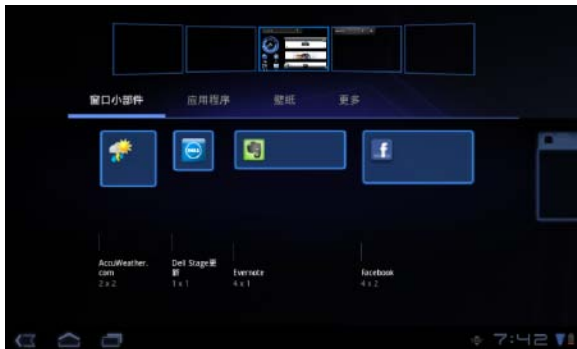 窗口小部件 应用程序 壁纸 更多
DELL
AccuWeather.
com
2 x 2
Dell Stage更
新
1 x 1
Evernote
4 x 1
facebook
4 x 2
7:42